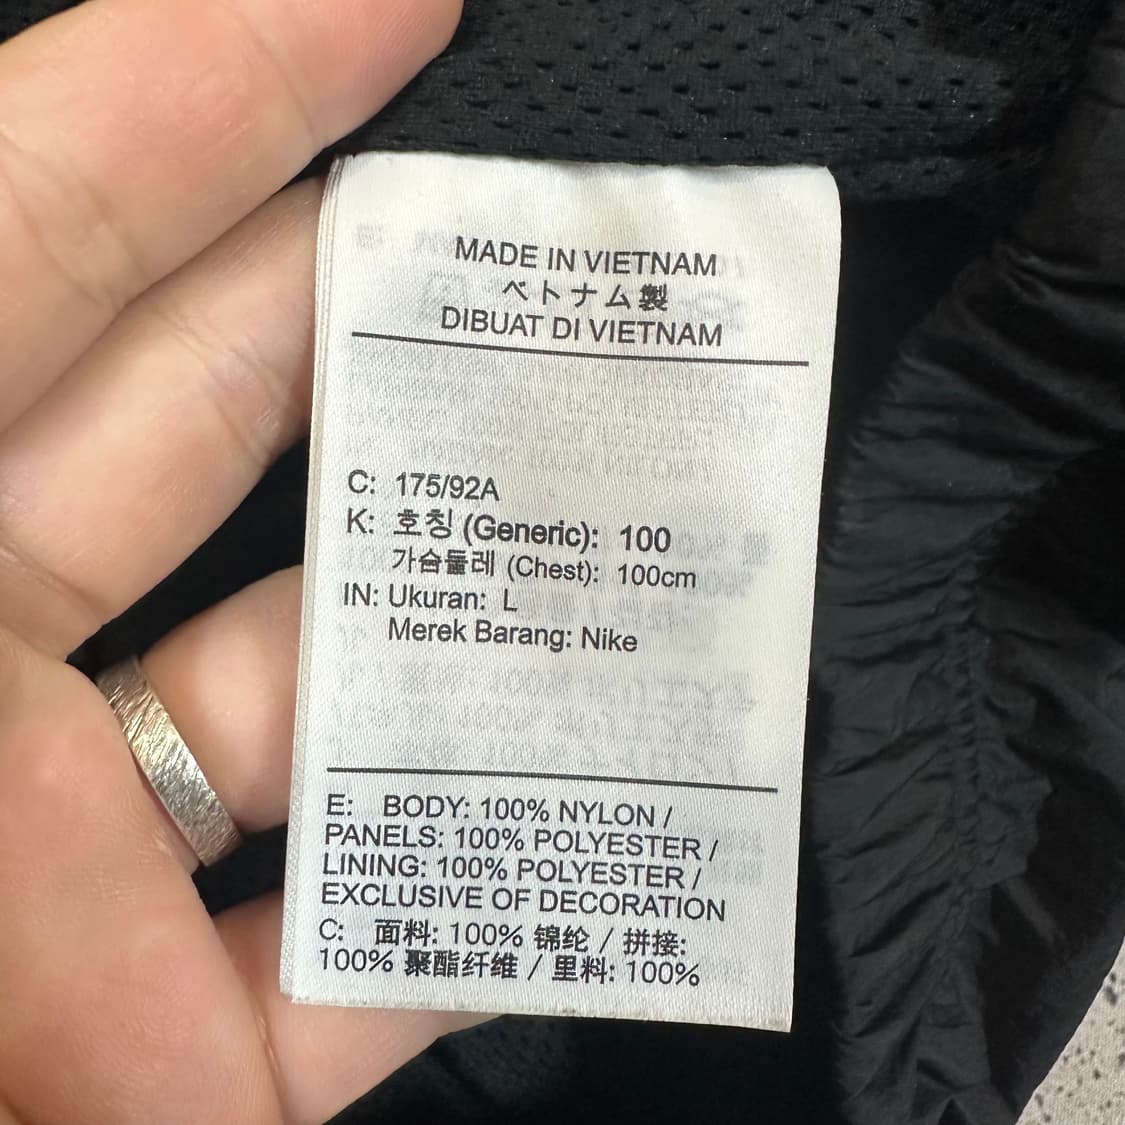 MADE IN VIETNAM
ベトナム製
DIBUAT DI VIETNAM
C: 175/92A
K: 호칭 (Generic): 100
가슴둘레 (Chest): 100cm
IN: Ukuran: L
Merek Barang: Nike
E: BODY: 100% NYLON /
PANELS: 100% POLYESTER /
LINING: 100% POLYESTER /
EXCLUSIVE OF DECORATION
C: 面料: 100% 锦纶 / 拼接:
100% 聚酯纤维 / 里料: 100%